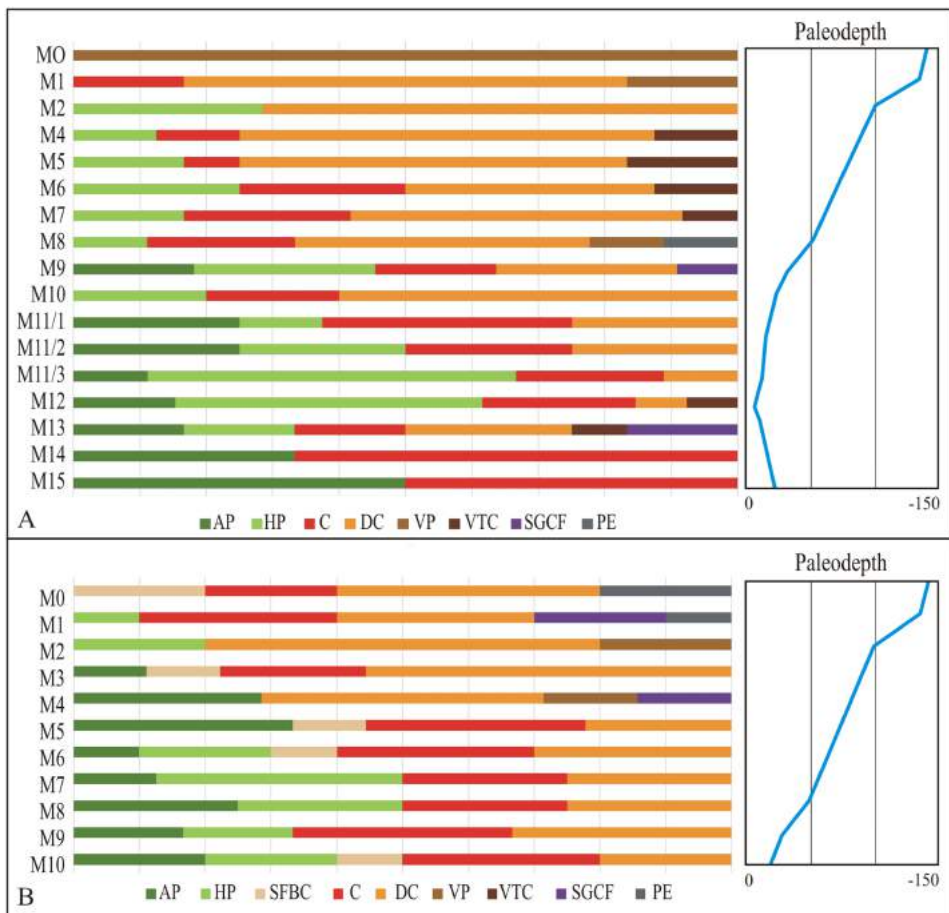 Paleodepth
MO
M1
M2
M4
M5
M6
M7
M8
M9
M10
M11/1
M11/2
M11/3
M12
M13
M14
M15
0 -150
A AP HP C DC VP VTC SGCF PE
Paleodepth
M0
M1
M2
M3
M4
M5
M6
M7
M8
M9
M10
0 -150
B AP HP SFBC C DC VP VTC SGCF PE